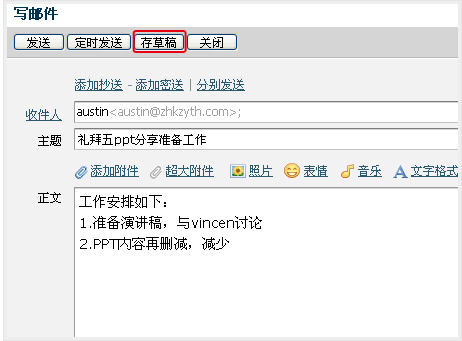 写邮件
发送 定时发送 存草稿 关闭
添加抄送 - 添加密送 | 分别发送
收件人 austin<austin@zhkzyth.com>;
主题 礼拜五ppt分享准备工作
添加附件 超大附件 照片 表情 音乐 文字格式
正文 工作安排如下：
1.准备演讲稿，与vincen讨论
2.PPT内容再删减，减少